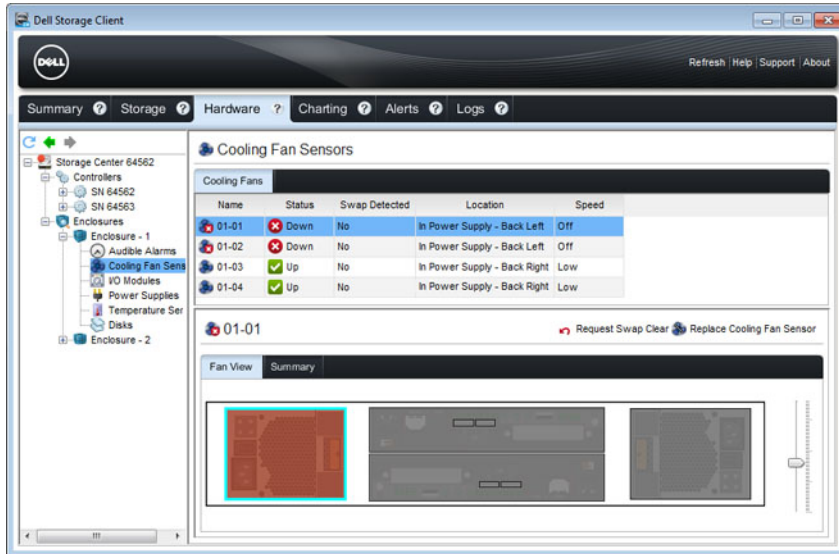 Dell Storage Client
DELL
Refresh Help Support About
Summary ? Storage ? Hardware ? Charting ? Alerts ? Logs ?
Storage Center 64562
Controllers
SN 64562
SN 64563
Enclosures
Enclosure - 1
Audible Alarms
Cooling Fan Sens
I/O Modules
Power Supplies
Temperature Ser
Disks
Enclosure - 2
Cooling Fan Sensors
Cooling Fans
Name Status Swap Detected Location Speed
01-01 Down No In Power Supply - Back Left Off
01-02 Down No In Power Supply - Back Left Off
01-03 Up No In Power Supply - Back Right Low
01-04 Up No In Power Supply - Back Right Low
01-01 Request Swap Clear Replace Cooling Fan Sensor
Fan View Summary